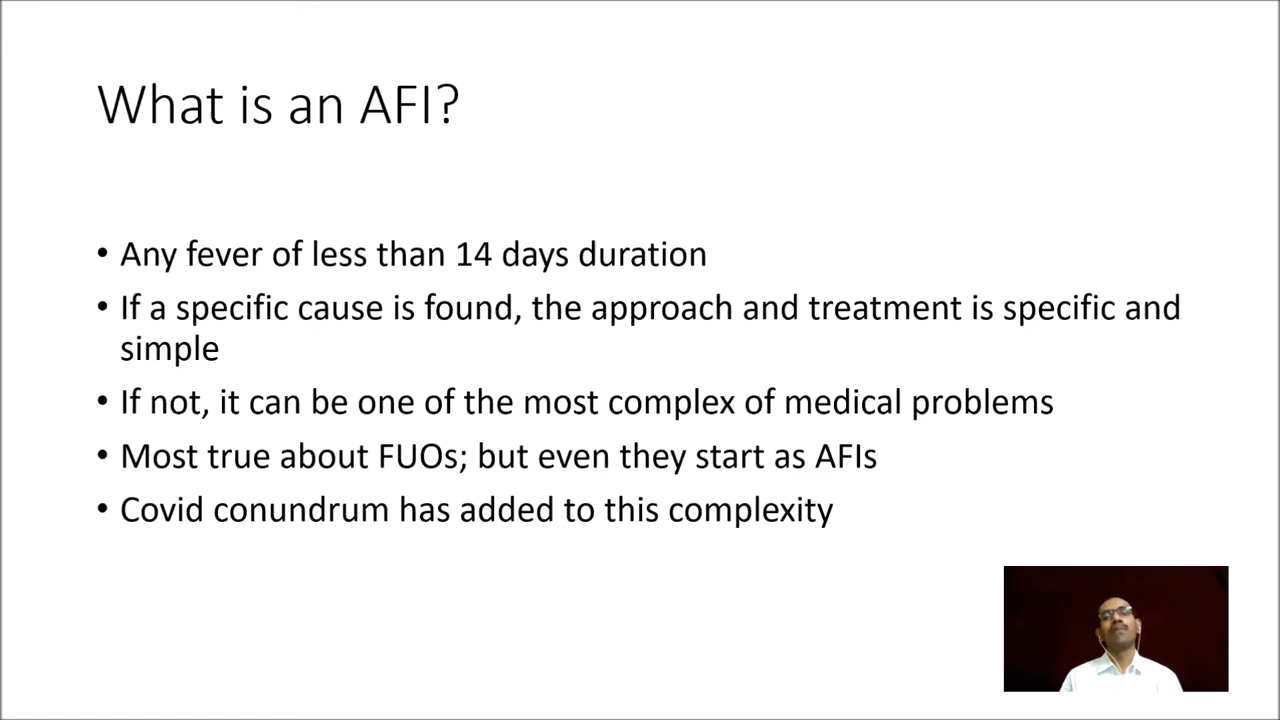 What is an AFI?
• Any fever of less than 14 days duration
• If a specific cause is found, the approach and treatment is specific and
simple
• If not, it can be one of the most complex of medical problems
• Most true about FUOs; but even they start as AFIs
• Covid conundrum has added to this complexity